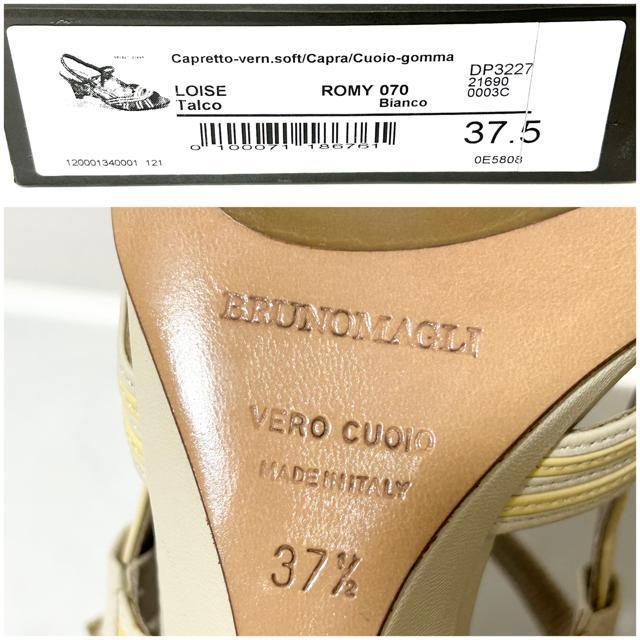 Capretto-vern.soft/Capra/Cuoio-gomma
DP3227
21690
0003C
LOISE ROMY 070
Talco Bianco
37.5
0 100071 186751
120001340001 121
0E5808
BRUNOMAGLI
VERO CUOIO
MADE IN ITALY
37½